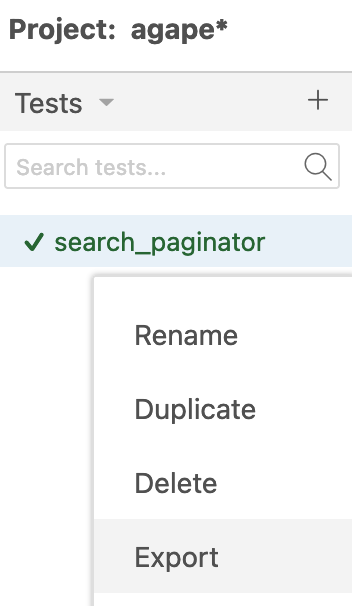 Project: agape*
Tests
Search tests...
search_paginator
Rename
Duplicate
Delete
Export